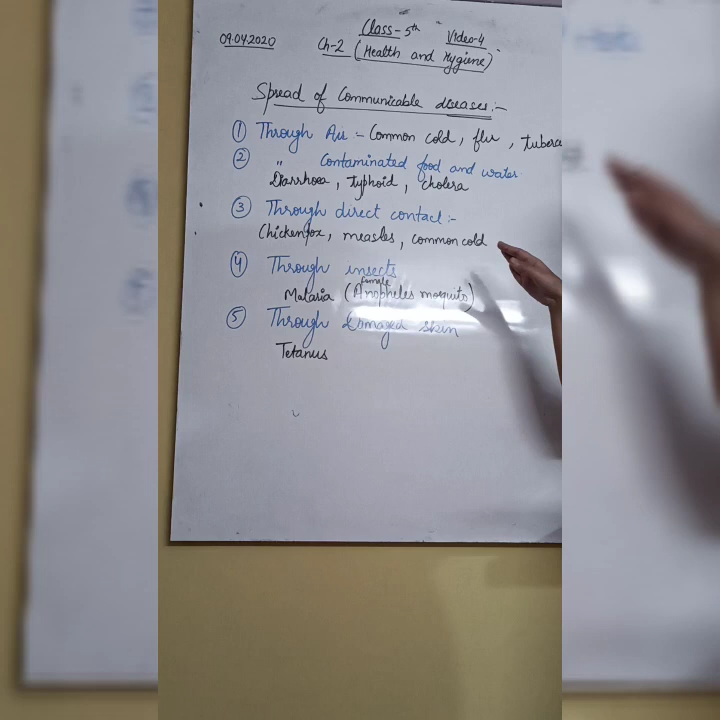 Class - 5th Video-4
09.04.2020 Ch-2 (Health and Hygiene)
Spread of Communicable diseases:-
① Through Air - Common cold, flu, tuberc
② " Contaminated food and water
Diarrhoea, typhoid, cholera
③ Through direct contact:-
Chickenpox, measles, common cold
④ Through insects
female
Malaria (Anopheles mosquito)
⑤ Through Damaged skin
Tetanus